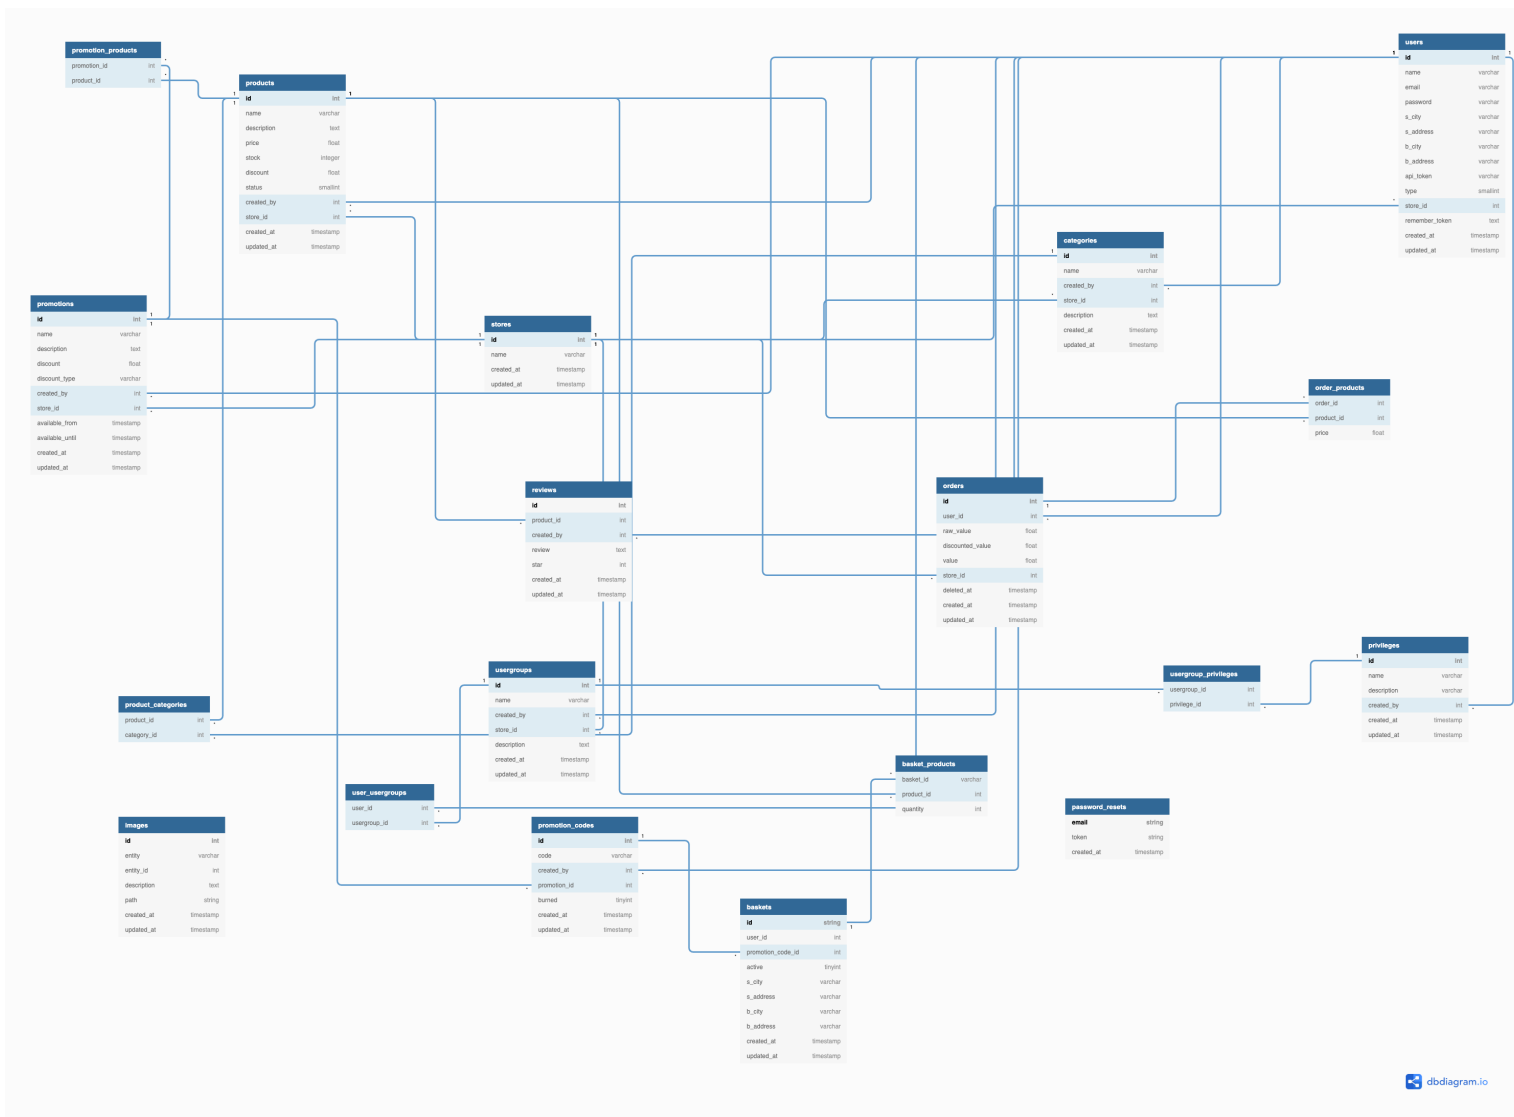 promotion_products
promotion_id int
product_id int
products
id int
name varchar
description text
price float
stock integer
discount float
status smallint
created_by int
store_id int
created_at timestamp
updated_at timestamp
users
id int
name varchar
email varchar
password varchar
s_city varchar
s_address varchar
b_city varchar
b_address varchar
api_token varchar
type smallint
store_id int
remember_token text
created_at timestamp
updated_at timestamp
categories
id int
name varchar
created_by int
store_id int
description text
created_at timestamp
updated_at timestamp
promotions
id int
name varchar
description text
discount float
discount_type varchar
created_by int
store_id int
available_from timestamp
available_until timestamp
created_at timestamp
updated_at timestamp
stores
id int
name varchar
created_at timestamp
updated_at timestamp
order_products
order_id int
product_id int
price float
reviews
id int
product_id int
created_by int
review text
star int
created_at timestamp
updated_at timestamp
orders
id int
user_id int
raw_value float
discounted_value float
value float
store_id int
deleted_at timestamp
created_at timestamp
updated_at timestamp
privileges
id int
name varchar
description varchar
created_by int
created_at timestamp
updated_at timestamp
usergroups
id int
name varchar
created_by int
store_id int
description text
created_at timestamp
updated_at timestamp
usergroup_privileges
usergroup_id int
privilege_id int
product_categories
product_id int
category_id int
basket_products
basket_id varchar
product_id int
quantity int
user_usergroups
user_id int
usergroup_id int
password_resets
email string
token string
created_at timestamp
images
id int
entity varchar
entity_id int
description text
path string
created_at timestamp
updated_at timestamp
promotion_codes
id int
code varchar
created_by int
promotion_id int
burned tinyint
created_at timestamp
updated_at timestamp
baskets
id string
user_id int
promotion_code_id int
active tinyint
s_city varchar
s_address varchar
b_city varchar
b_address varchar
created_at timestamp
updated_at timestamp
dbdiagram.io